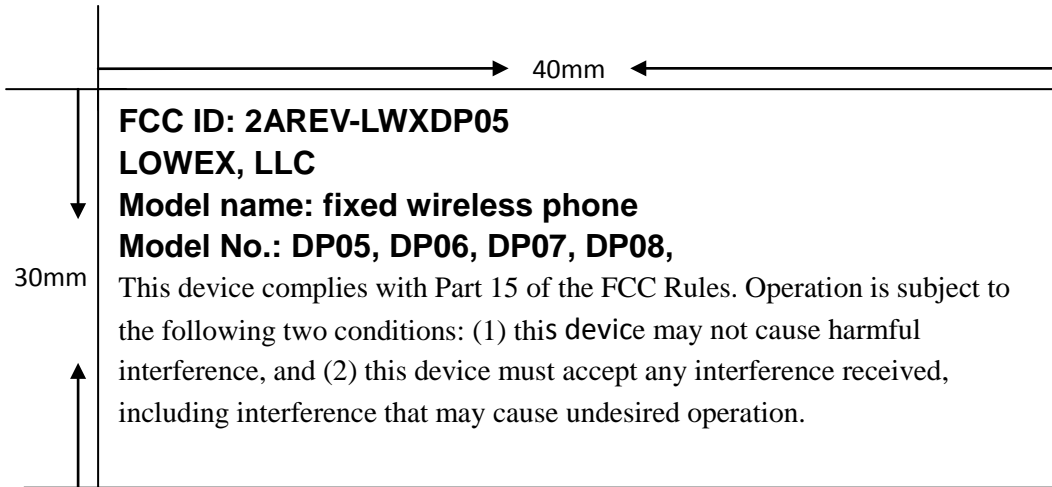 40mm
FCC ID: 2AREV-LWXDP05
LOWEX, LLC
Model name: fixed wireless phone
Model No.: DP05, DP06, DP07, DP08,
30mm
This device complies with Part 15 of the FCC Rules. Operation is subject to
the following two conditions: (1) this device may not cause harmful
interference, and (2) this device must accept any interference received,
including interference that may cause undesired operation.